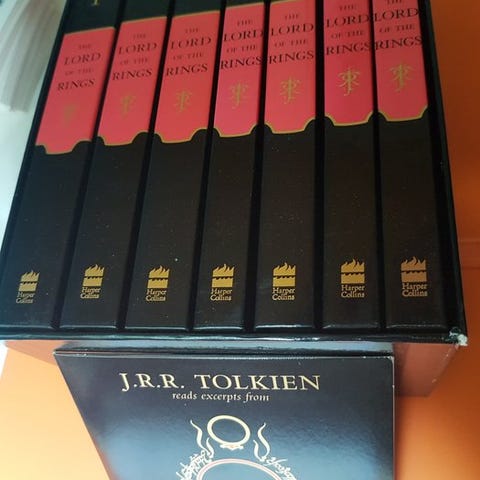 THE
LORD
OF THE
RINGS
Harper
Collins
THE
LORD
OF THE
RINGS
Harper
Collins
THE
LORD
OF THE
RINGS
Harper
Collins
THE
LORD
OF THE
RINGS
Harper
Collins
THE
LORD
OF THE
RINGS
Harper
Collins
THE
LORD
OF THE
RINGS
Harper
Collins
THE
LORD
OF THE
RINGS
Harper
Collins
J.R.R. TOLKIEN
reads excerpts from